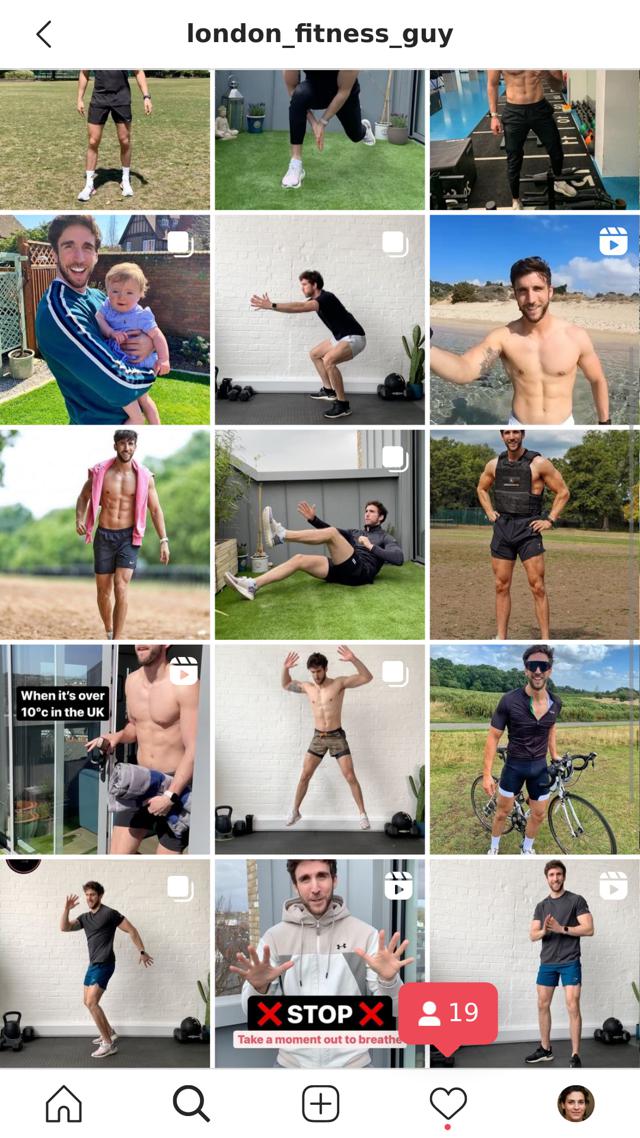 london_fitness_guy
When it's over
10°c in the UK
❌ STOP ❌
Take a moment out to breathe
19